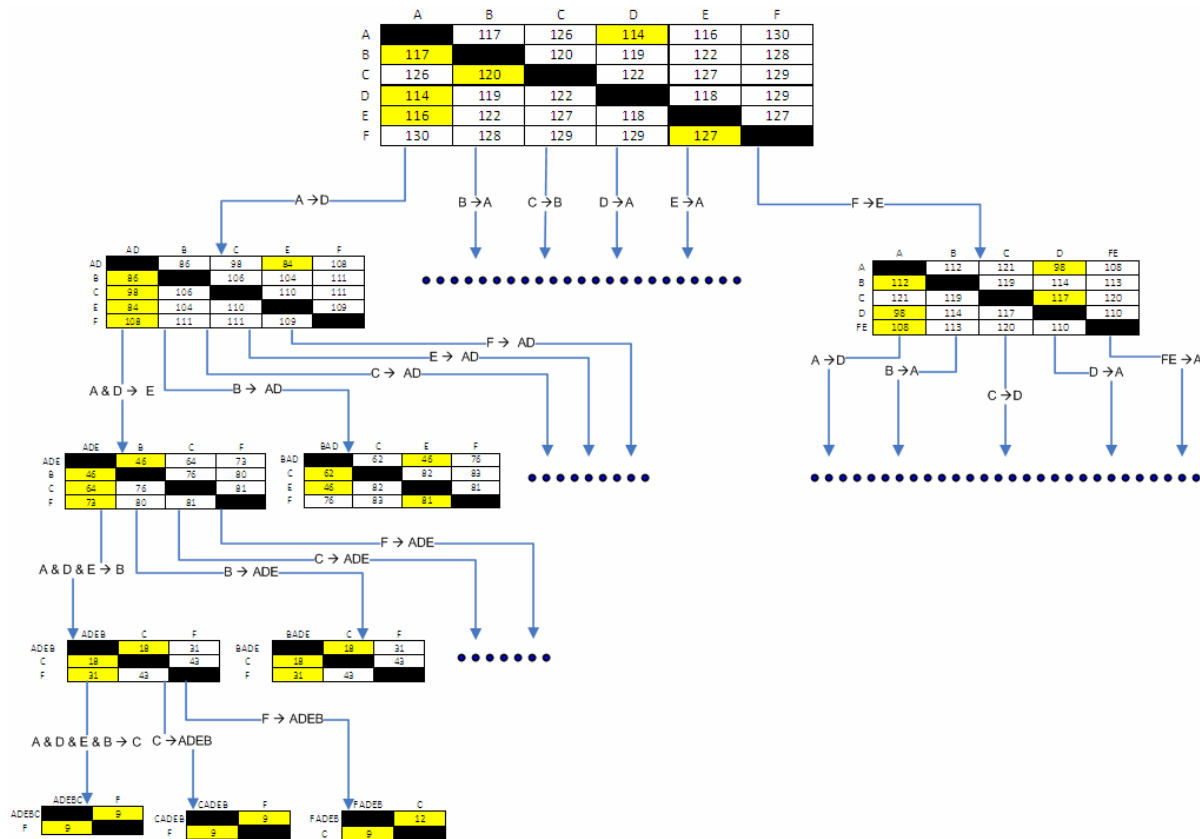 A B C D E F
A 117 126 114 116 130
B 117 120 119 122 128
C 126 120 122 127 129
D 114 119 122 118 129
E 116 122 127 118 127
F 130 128 129 129 127
A → D
B → A
C → B
D → A
E → A
F → E
AD B C E F
AD 86 98 84 108
B 86 106 104 111
C 98 106 110 111
E 84 104 110 109
F 108 111 111 109
A B C D FE
A 112 121 98 108
B 112 119 114 113
C 121 119 117 120
D 98 114 117 110
FE 108 113 120 110
A & D → E
B → AD
C → AD
E → AD
F → AD
A → D
B → A
C → D
D → A
FE → A
ADE B C F
ADE 46 64 73
B 46 76 80
C 64 76 81
F 73 80 81
BAD C E F
BAD 62 46 76
C 62 82 83
E 46 82 81
F 76 83 81
A & D & E → B
B → ADE
C → ADE
F → ADE
ADEB C F
ADEB 18 31
C 18 43
F 31 43
BADE C F
BADE 18 31
C 18 43
F 31 43
A & D & E & B → C
C → ADEB
F → ADEB
ADEBC F
ADEBC 9
F 9
CADEB F
CADEB 9
F 9
FADEB C
FADEB 12
C 9